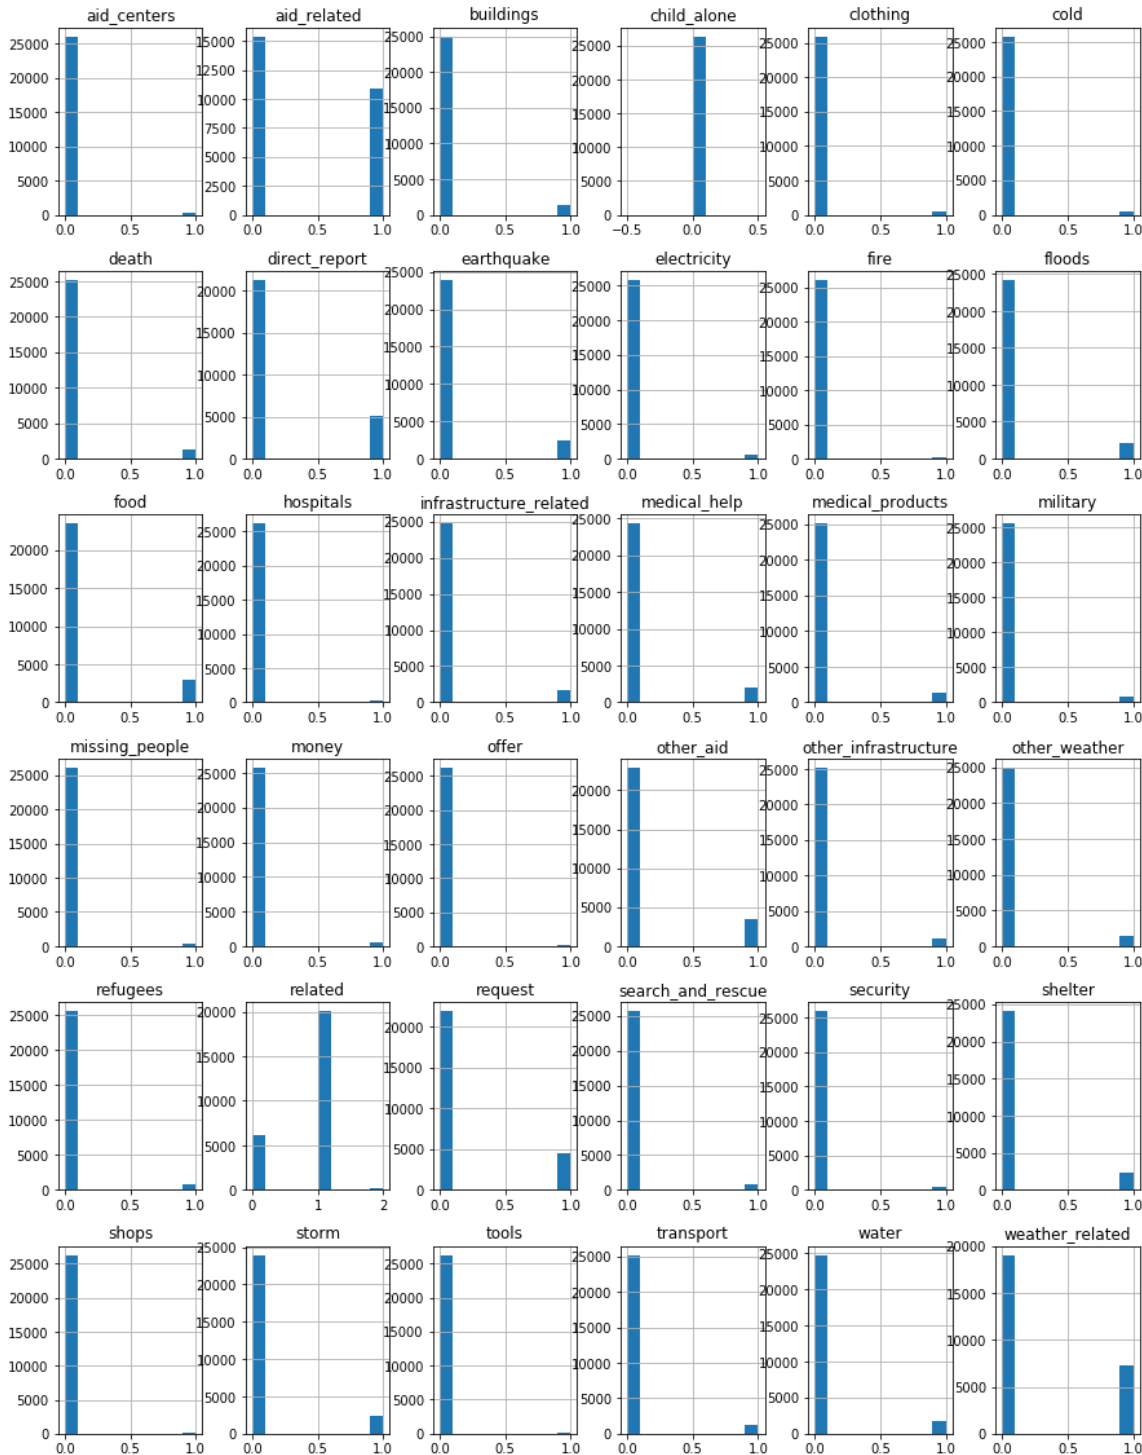 aid_centers
25000
20000
15000
10000
5000
0
0.0 0.5 1.0
aid_related
15000
12500
10000
7500
5000
2500
0
0.0 0.5 1.0
buildings
25000
20000
15000
10000
5000
0
0.0 0.5 1.0
child_alone
25000
20000
15000
10000
5000
0
−0.5 0.0 0.5
clothing
25000
20000
15000
10000
5000
0
0.0 0.5 1.0
cold
25000
20000
15000
10000
5000
0
0.0 0.5 1.0
death
25000
20000
15000
10000
5000
0
0.0 0.5 1.0
direct_report
20000
15000
10000
5000
0
0.0 0.5 1.0
earthquake
25000
20000
15000
10000
5000
0
0.0 0.5 1.0
electricity
25000
20000
15000
10000
5000
0
0.0 0.5 1.0
fire
25000
20000
15000
10000
5000
0
0.0 0.5 1.0
floods
25000
20000
15000
10000
5000
0
0.0 0.5 1.0
food
20000
15000
10000
5000
0
0.0 0.5 1.0
hospitals
25000
20000
15000
10000
5000
0
0.0 0.5 1.0
infrastructure_related
25000
20000
15000
10000
5000
0
0.0 0.5 1.0
medical_help
25000
20000
15000
10000
5000
0
0.0 0.5 1.0
medical_products
25000
20000
15000
10000
5000
0
0.0 0.5 1.0
military
25000
20000
15000
10000
5000
0
0.0 0.5 1.0
missing_people
25000
20000
15000
10000
5000
0
0.0 0.5 1.0
money
25000
20000
15000
10000
5000
0
0.0 0.5 1.0
offer
25000
20000
15000
10000
5000
0
0.0 0.5 1.0
other_aid
20000
15000
10000
5000
0
0.0 0.5 1.0
other_infrastructure
25000
20000
15000
10000
5000
0
0.0 0.5 1.0
other_weather
25000
20000
15000
10000
5000
0
0.0 0.5 1.0
refugees
25000
20000
15000
10000
5000
0
0.0 0.5 1.0
related
20000
15000
10000
5000
0
0 1 2
request
20000
15000
10000
5000
0
0.0 0.5 1.0
search_and_rescue
25000
20000
15000
10000
5000
0
0.0 0.5 1.0
security
25000
20000
15000
10000
5000
0
0.0 0.5 1.0
shelter
25000
20000
15000
10000
5000
0
0.0 0.5 1.0
shops
25000
20000
15000
10000
5000
0
0.0 0.5 1.0
storm
25000
20000
15000
10000
5000
0
0.0 0.5 1.0
tools
25000
20000
15000
10000
5000
0
0.0 0.5 1.0
transport
25000
20000
15000
10000
5000
0
0.0 0.5 1.0
water
25000
20000
15000
10000
5000
0
0.0 0.5 1.0
weather_related
20000
15000
10000
5000
0
0.0 0.5 1.0